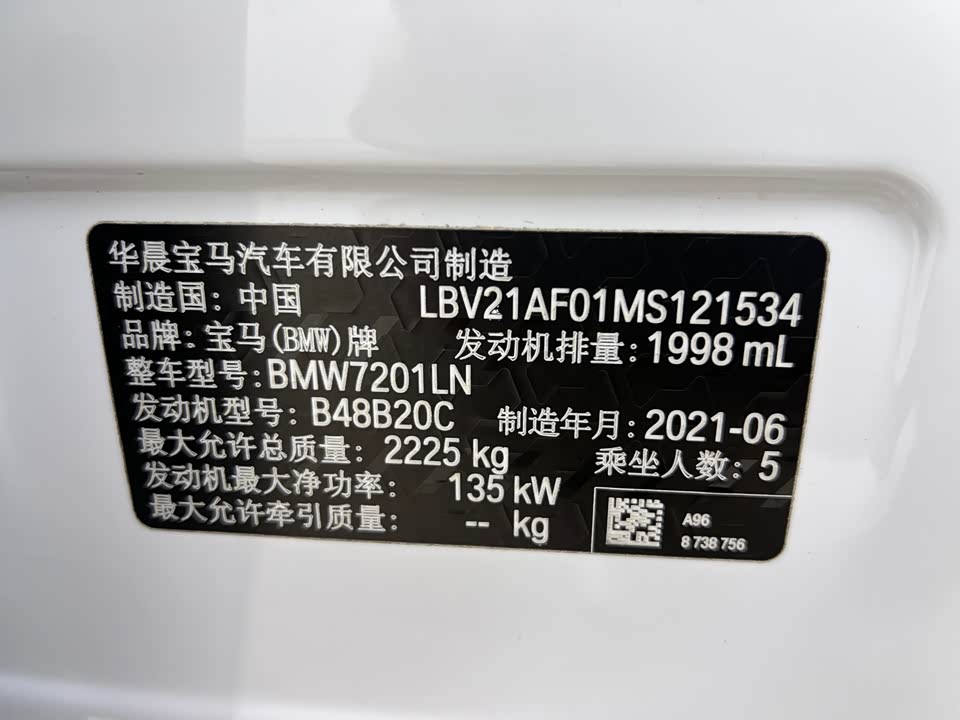 华晨宝马汽车有限公司制造
制造国: 中国 LBV21AF01MS121534
品牌: 宝马(BMW)牌 发动机排量: 1998 mL
整车型号: BMW7201LN
发动机型号: B48B20C 制造年月: 2021-06
最大允许总质量: 2225 kg 乘坐人数: 5
发动机最大净功率: 135 kW
最大允许牵引质量: -- kg
A96
8 738 756